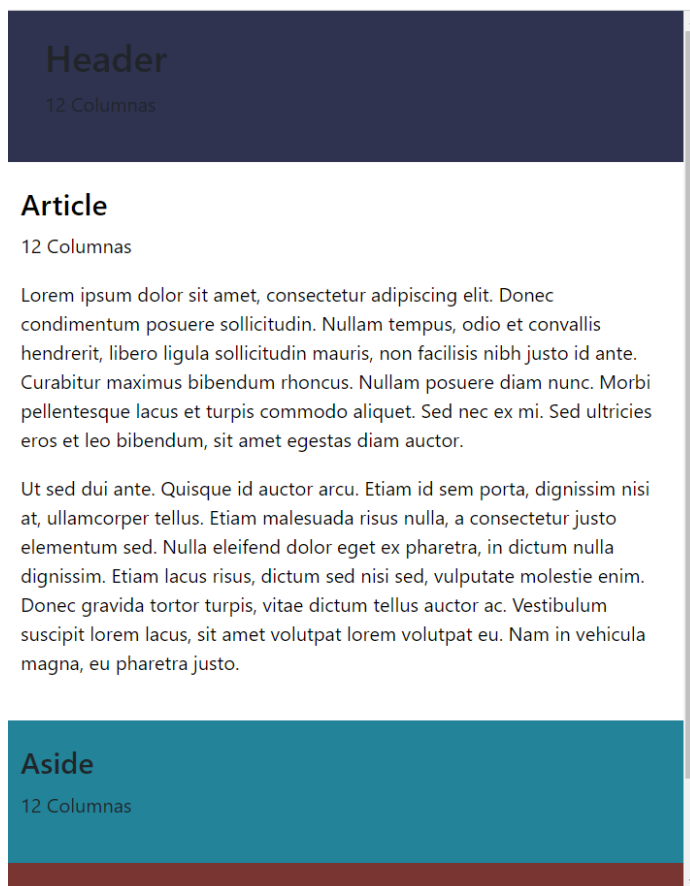 Header
12 Columnas
Article
12 Columnas
Lorem ipsum dolor sit amet, consectetur adipiscing elit. Donec
condimentum posuere sollicitudin. Nullam tempus, odio et convallis
hendrerit, libero ligula sollicitudin mauris, non facilisis nibh justo id ante.
Curabitur maximus bibendum rhoncus. Nullam posuere diam nunc. Morbi
pellentesque lacus et turpis commodo aliquet. Sed nec ex mi. Sed ultricies
eros et leo bibendum, sit amet egestas diam auctor.
Ut sed dui ante. Quisque id auctor arcu. Etiam id sem porta, dignissim nisi
at, ullamcorper tellus. Etiam malesuada risus nulla, a consectetur justo
elementum sed. Nulla eleifend dolor eget ex pharetra, in dictum nulla
dignissim. Etiam lacus risus, dictum sed nisi sed, vulputate molestie enim.
Donec gravida tortor turpis, vitae dictum tellus auctor ac. Vestibulum
suscipit lorem lacus, sit amet volutpat lorem volutpat eu. Nam in vehicula
magna, eu pharetra justo.
Aside
12 Columnas